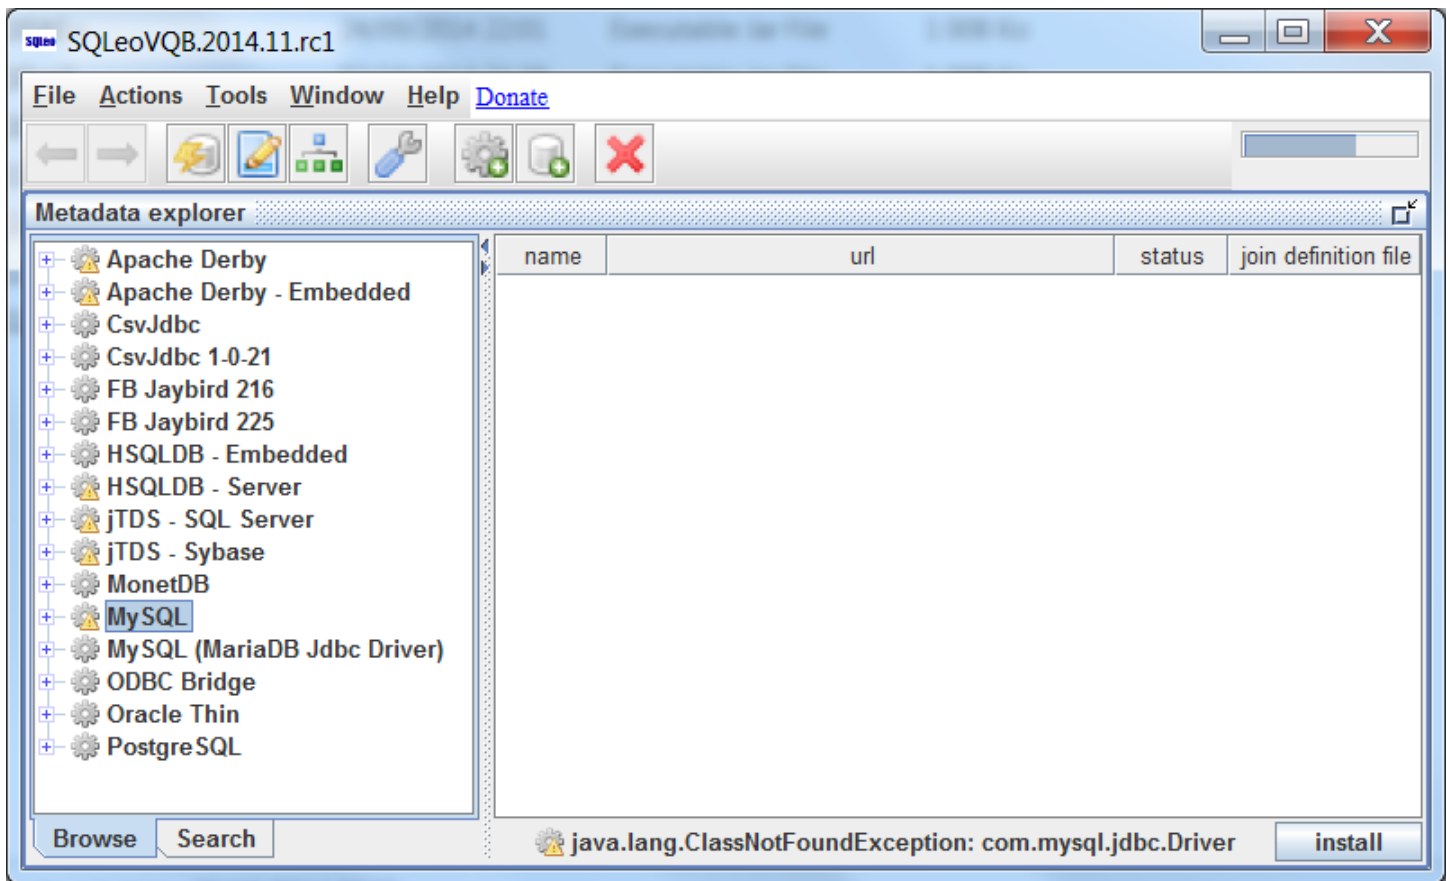 SQLeo SQLeoVQB.2014.11.rc1
File Actions Tools Window Help Donate
Metadata explorer
name url status join definition file
Apache Derby
Apache Derby - Embedded
CsvJdbc
CsvJdbc 1-0-21
FB Jaybird 216
FB Jaybird 225
HSQLDB - Embedded
HSQLDB - Server
jTDS - SQL Server
jTDS - Sybase
MonetDB
MySQL
MySQL (MariaDB Jdbc Driver)
ODBC Bridge
Oracle Thin
PostgreSQL
Browse Search
java.lang.ClassNotFoundException: com.mysql.jdbc.Driver install